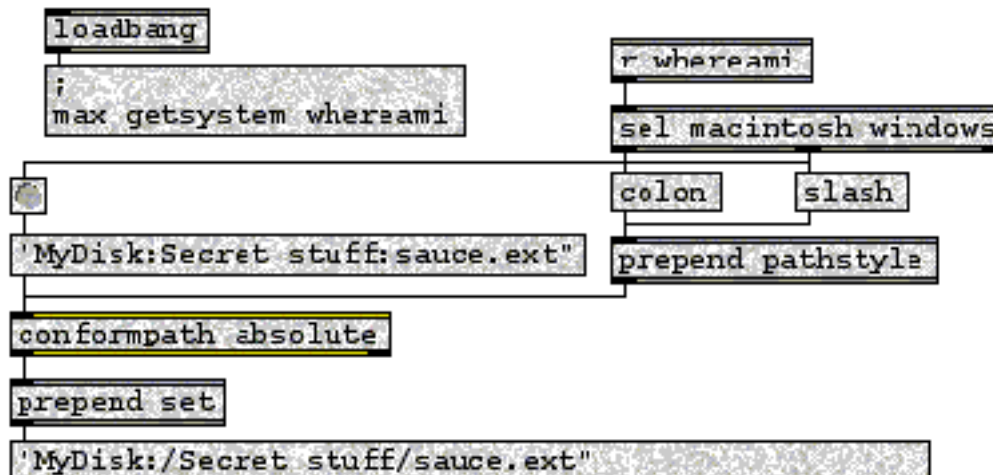 loadbang
;
max getsystem whereami
r whereami
sel macintosh windows
colon
slash
"MyDisk:Secret stuff:sauce.ext"
prepend pathstyle
conformpath absolute
prepend set
"MyDisk:/Secret stuff/sauce.ext"